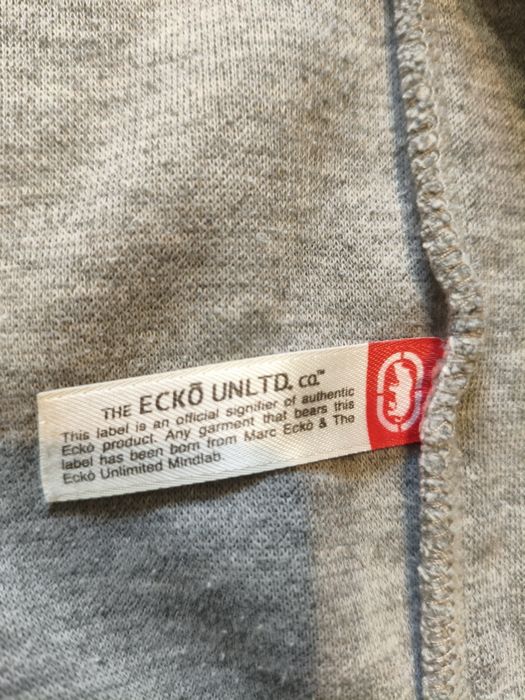 THE ECKŌ UNLTD. co.™
This label is an official signifier of authentic
Eckō product. Any garment that bears this
label has been born from Marc Eckō & The
Eckō Unlimited Mindlab.